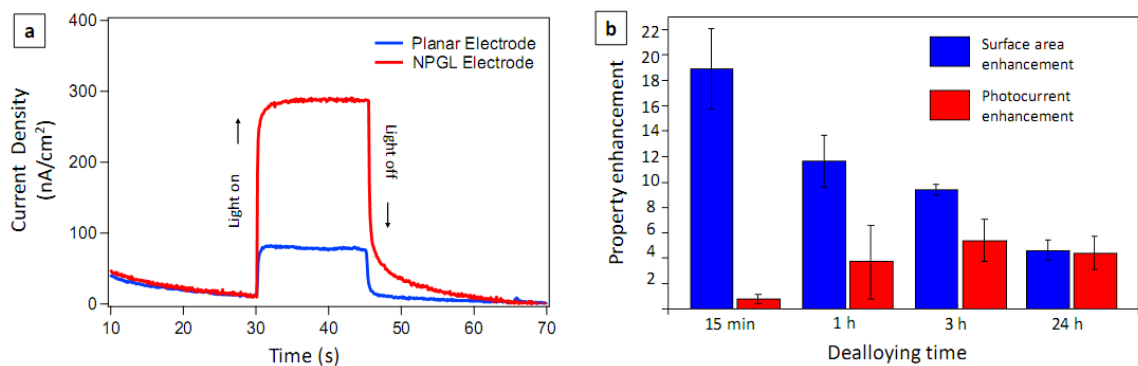 a
400
300
200
100
0
Current Density
(nA/cm²)
Planar Electrode
NPGL Electrode
Light on
Light off
10
20
30
40
50
60
70
Time (s)
b
22
20
18
16
14
12
10
8
6
4
2
Property enhancement
Surface area
enhancement
Photocurrent
enhancement
15 min
1 h
3 h
24 h
Dealloying time